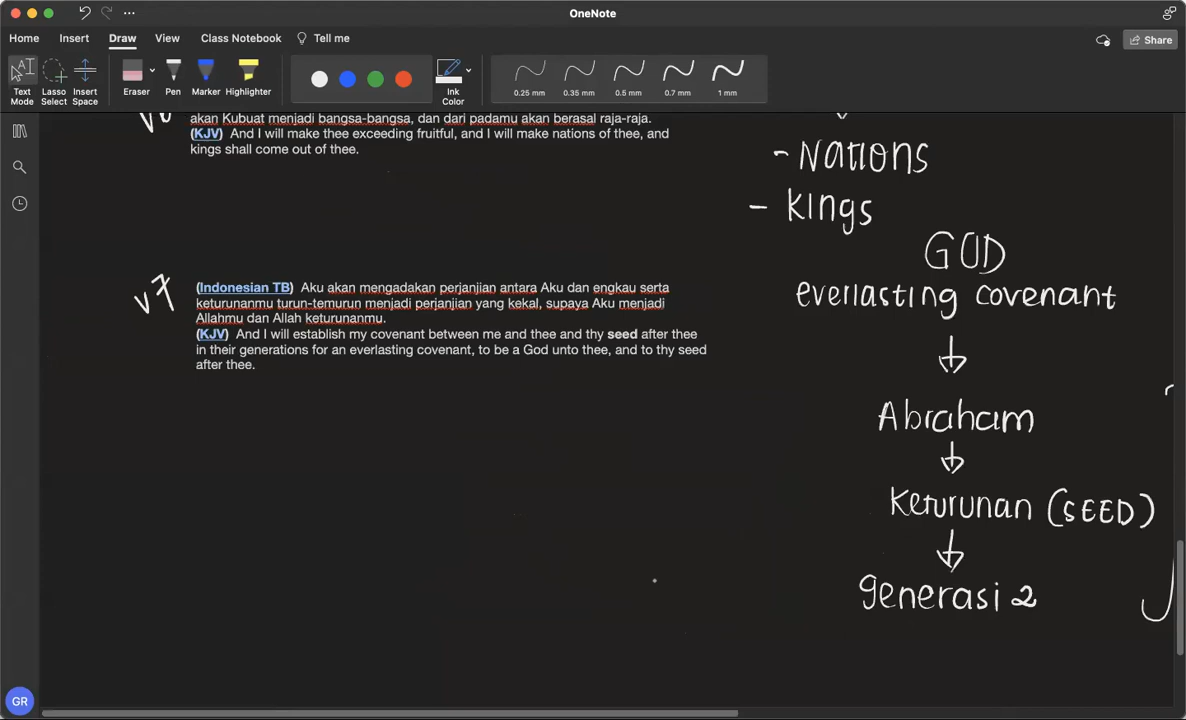 OneNote
Home Insert Draw View Class Notebook Tell me
Share
Text Mode
Lasso Select
Insert Space
Eraser
Pen
Marker
Highlighter
Ink Color
0.25 mm 0.35 mm 0.5 mm 0.7 mm 1 mm
akan Kubuat menjadi bangsa-bangsa, dan dari padamu akan berasal raja-raja.
(KJV) And I will make thee exceeding fruitful, and I will make nations of thee, and
kings shall come out of thee.
- Nations
- Kings
GOD
everlasting covenant
v7
(Indonesian TB) Aku akan mengadakan perjanjian antara Aku dan engkau serta
keturunanmu turun-temurun menjadi perjanjian yang kekal, supaya Aku menjadi
Allahmu dan Allah keturunanmu.
(KJV) And I will establish my covenant between me and thee and thy seed after thee
in their generations for an everlasting covenant, to be a God unto thee, and to thy seed
after thee.
Abraham
Keturunan (SEED)
Generasi 2
GR